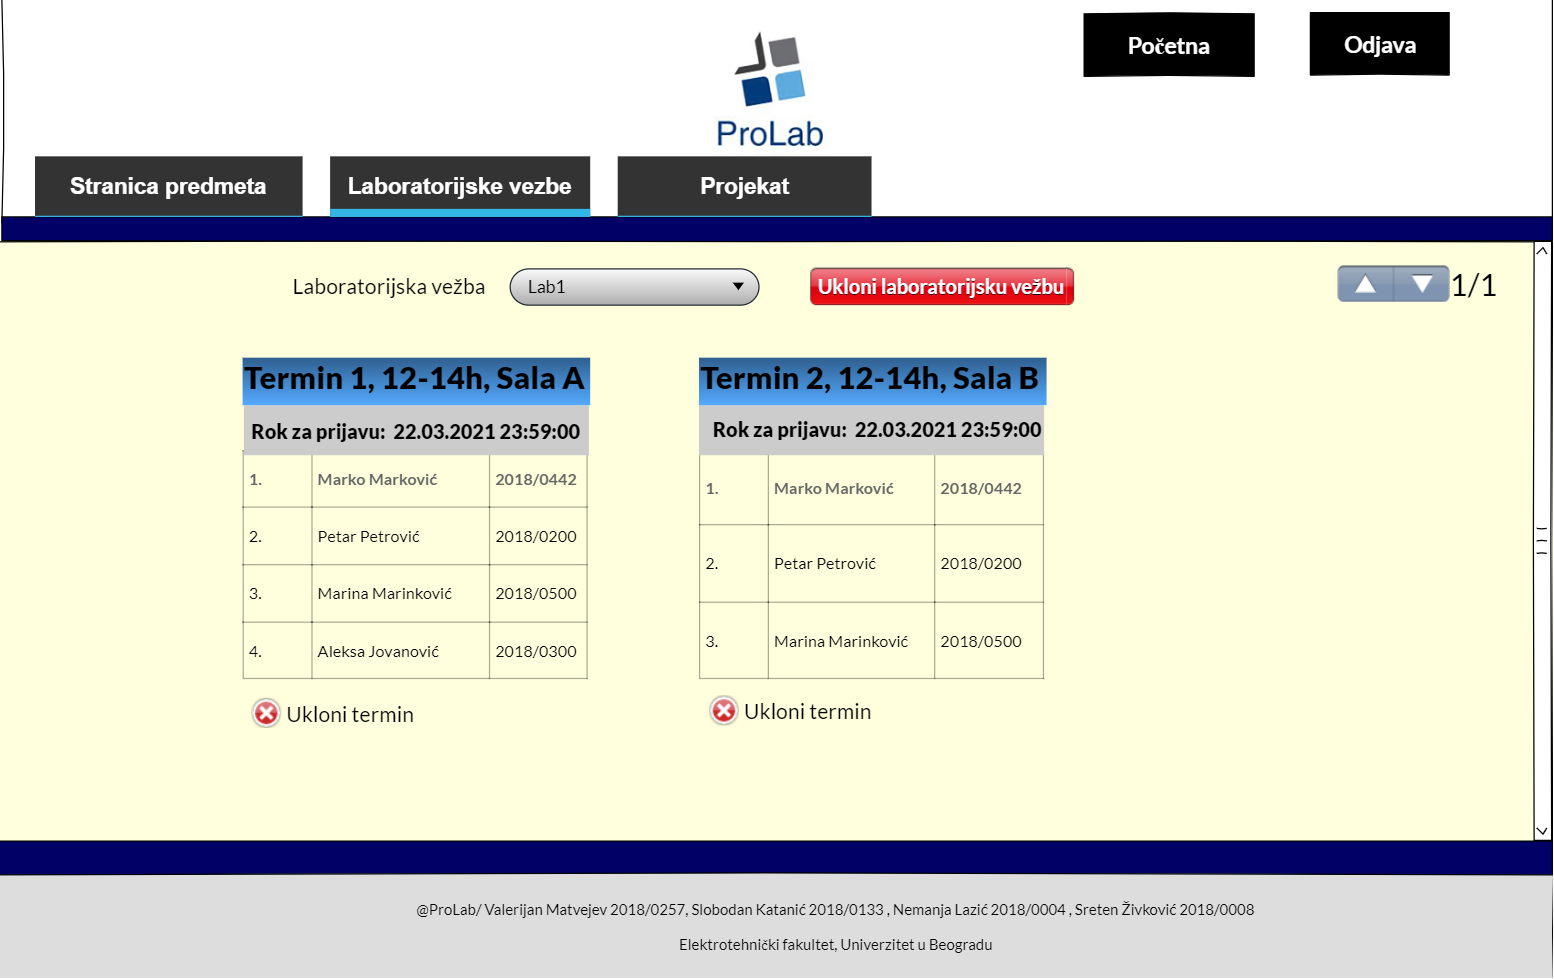 Početna
Odjava
ProLab
Stranica predmeta
Laboratorijske vezbe
Projekat
Laboratorijska vežba
Lab1
Ukloni laboratorijsku vežbu
1/1
Termin 1, 12-14h, Sala A
Rok za prijavu: 22.03.2021 23:59:00
1. Marko Marković 2018/0442
2. Petar Petrović 2018/0200
3. Marina Marinković 2018/0500
4. Aleksa Jovanović 2018/0300
Ukloni termin
Termin 2, 12-14h, Sala B
Rok za prijavu: 22.03.2021 23:59:00
1. Marko Marković 2018/0442
2. Petar Petrović 2018/0200
3. Marina Marinković 2018/0500
Ukloni termin
@ProLab/ Valerijan Matvejev 2018/0257, Slobodan Katanić 2018/0133 , Nemanja Lazić 2018/0004 , Sreten Živković 2018/0008
Elektrotehnički fakultet, Univerzitet u Beogradu